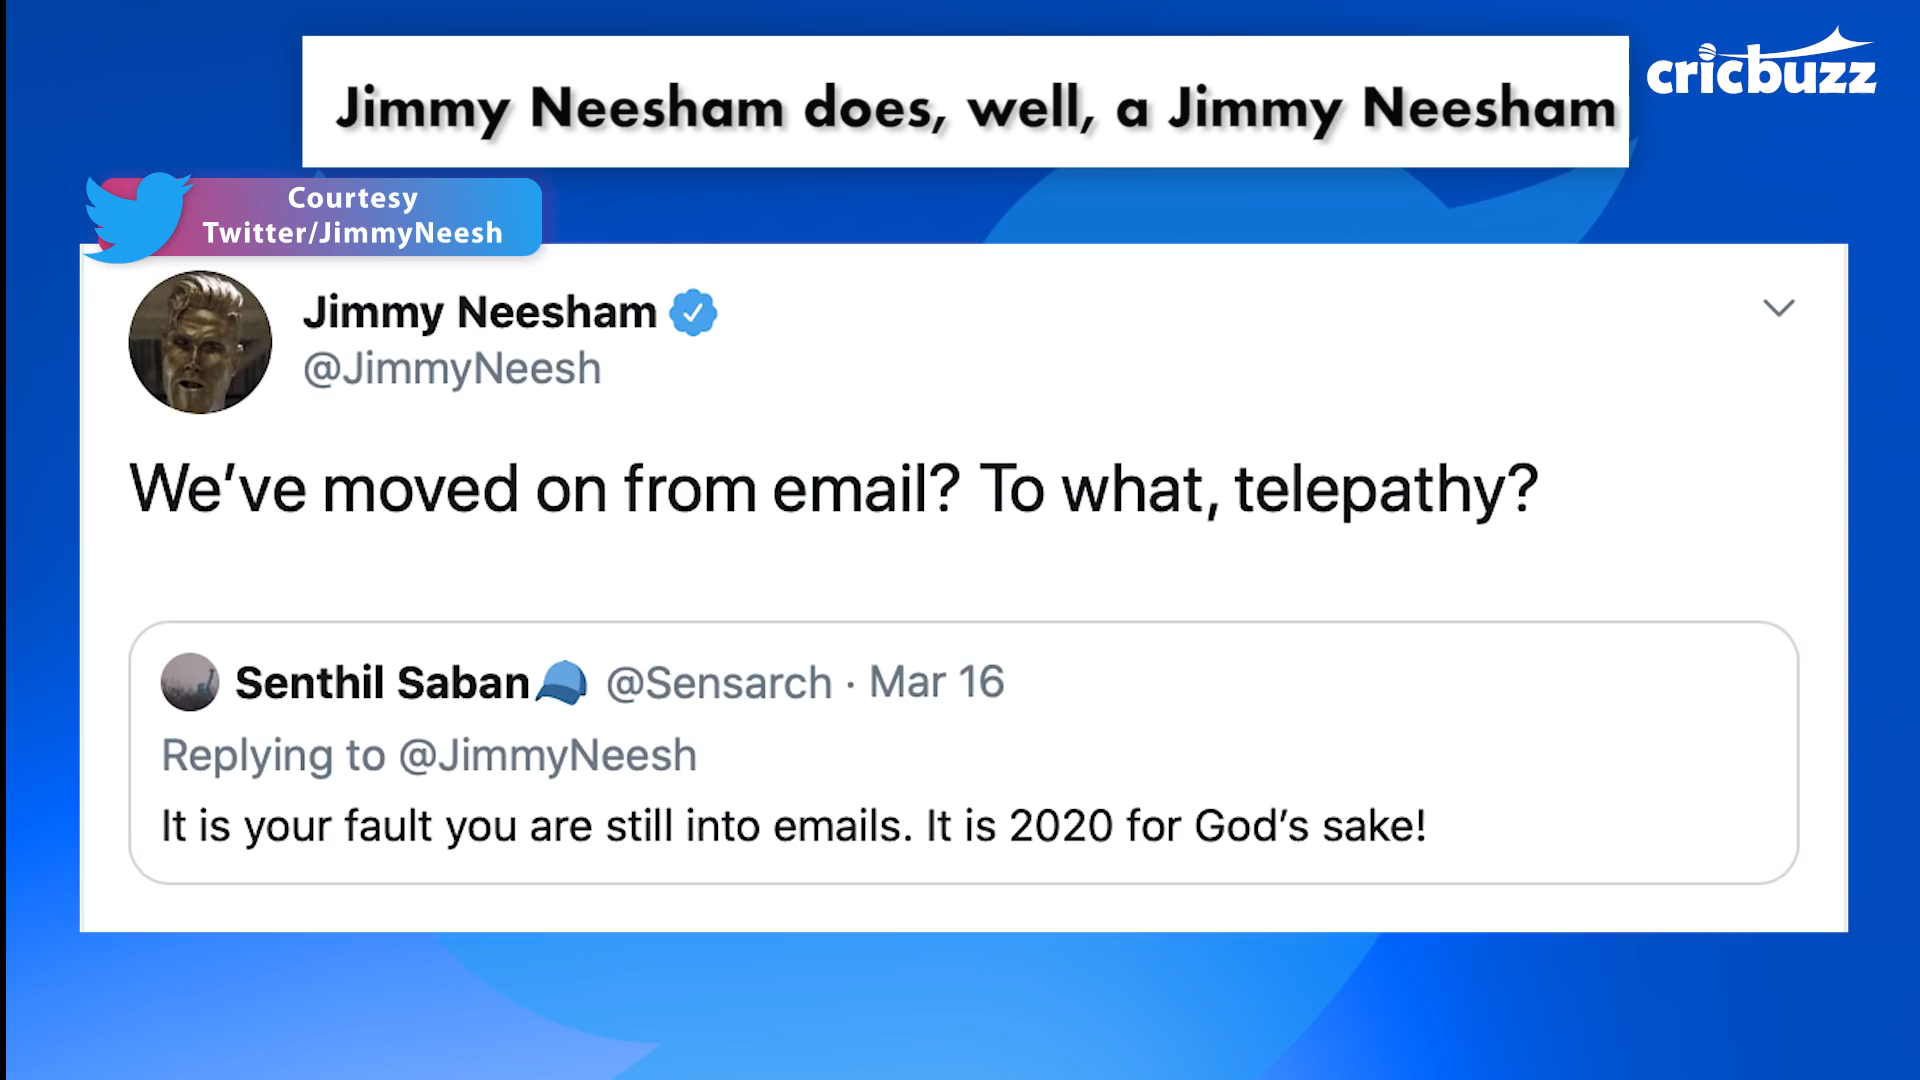 Jimmy Neesham does, well, a Jimmy Neesham
cricbuzz
Courtesy
Twitter/JimmyNeesh
Jimmy Neesham
@JimmyNeesh
We've moved on from email? To what, telepathy?
Senthil Saban @Sensarch · Mar 16
Replying to @JimmyNeesh
It is your fault you are still into emails. It is 2020 for God's sake!